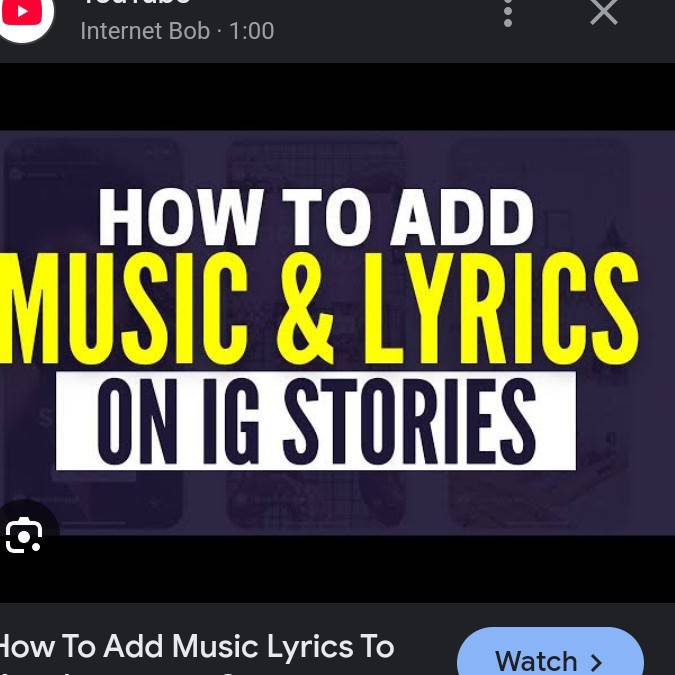 YouTube
Internet Bob · 1:00
HOW TO ADD
MUSIC & LYRICS
ON IG STORIES
How To Add Music Lyrics To
Watch